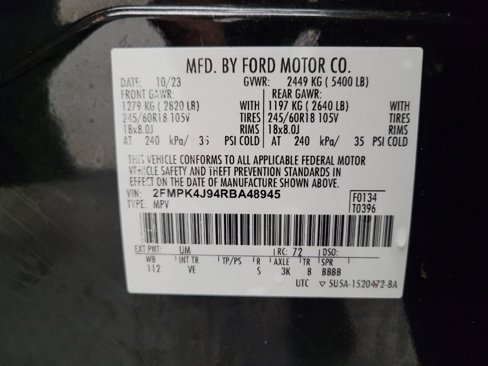 MFD. BY FORD MOTOR CO.
DATE: 10/23 GVWR: 2449 KG ( 5400 LB)
FRONT GAWR: REAR GAWR:
1279 KG ( 2820 LB) WITH 1197 KG ( 2640 LB) WITH
245/60R18 105V TIRES 245/60R18 105V TIRES
18x8.0J RIMS 18x8.0J RIMS
AT 240 kPa/ 35 PSI COLD AT 240 kPa/ 35 PSI COLD
THIS VEHICLE CONFORMS TO ALL APPLICABLE FEDERAL MOTOR
VEHICLE SAFETY AND THEFT PREVENTION STANDARDS IN
EFFECT ON THE DATE OF MANUFACTURE SHOWN ABOVE.
VIN: 2FMPK4J94RBA48945 F0134
TYPE: MPV T0396
EXT PNT: UM RC: 72 DSO:
WB INT TR TP/PS R AXLE TR SPR
112 VE S 3K 8 BBBB
UTC ▽ 5U5A-1520472-BA